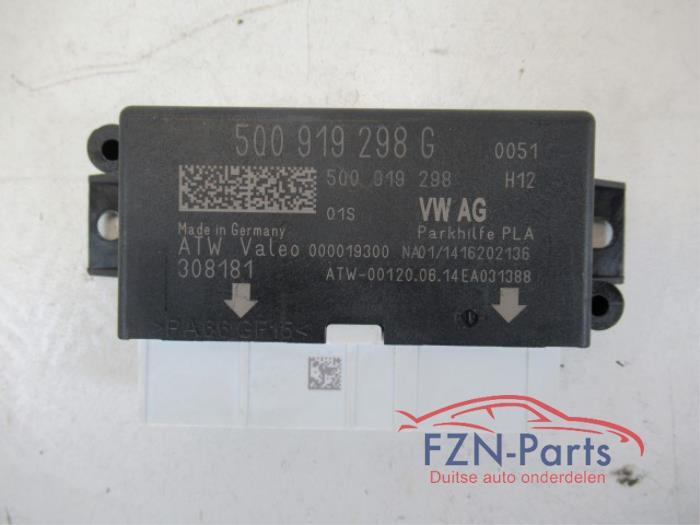 5Q0 919 298 G
0051
5Q0 919 298
H12
01S
VW AG
Made in Germany
Parkhilfe PLA
ATW Valeo 000019300 NA01/1416202136
308181
ATW-00120.06.14EA031388
>PA66 GF15<
FZN-Parts
Duitse auto onderdelen